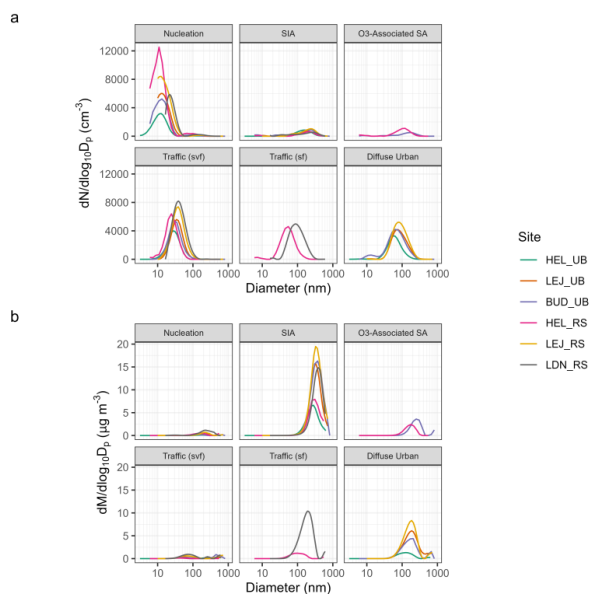 a
Nucleation SIA O3-Associated SA
12000
8000
4000
0
Traffic (svf) Traffic (sf) Diffuse Urban
12000
8000
4000
0
dN/dlog10Dp (cm-3)
10 100 1000 10 100 1000 10 100 1000
Diameter (nm)
b
Nucleation SIA O3-Associated SA
20
15
10
5
0
Traffic (svf) Traffic (sf) Diffuse Urban
20
15
10
5
0
dM/dlog10Dp (µg m-3)
10 100 1000 10 100 1000 10 100 1000
Diameter (nm)
Site
HEL_UB
LEJ_UB
BUD_UB
HEL_RS
LEJ_RS
LDN_RS